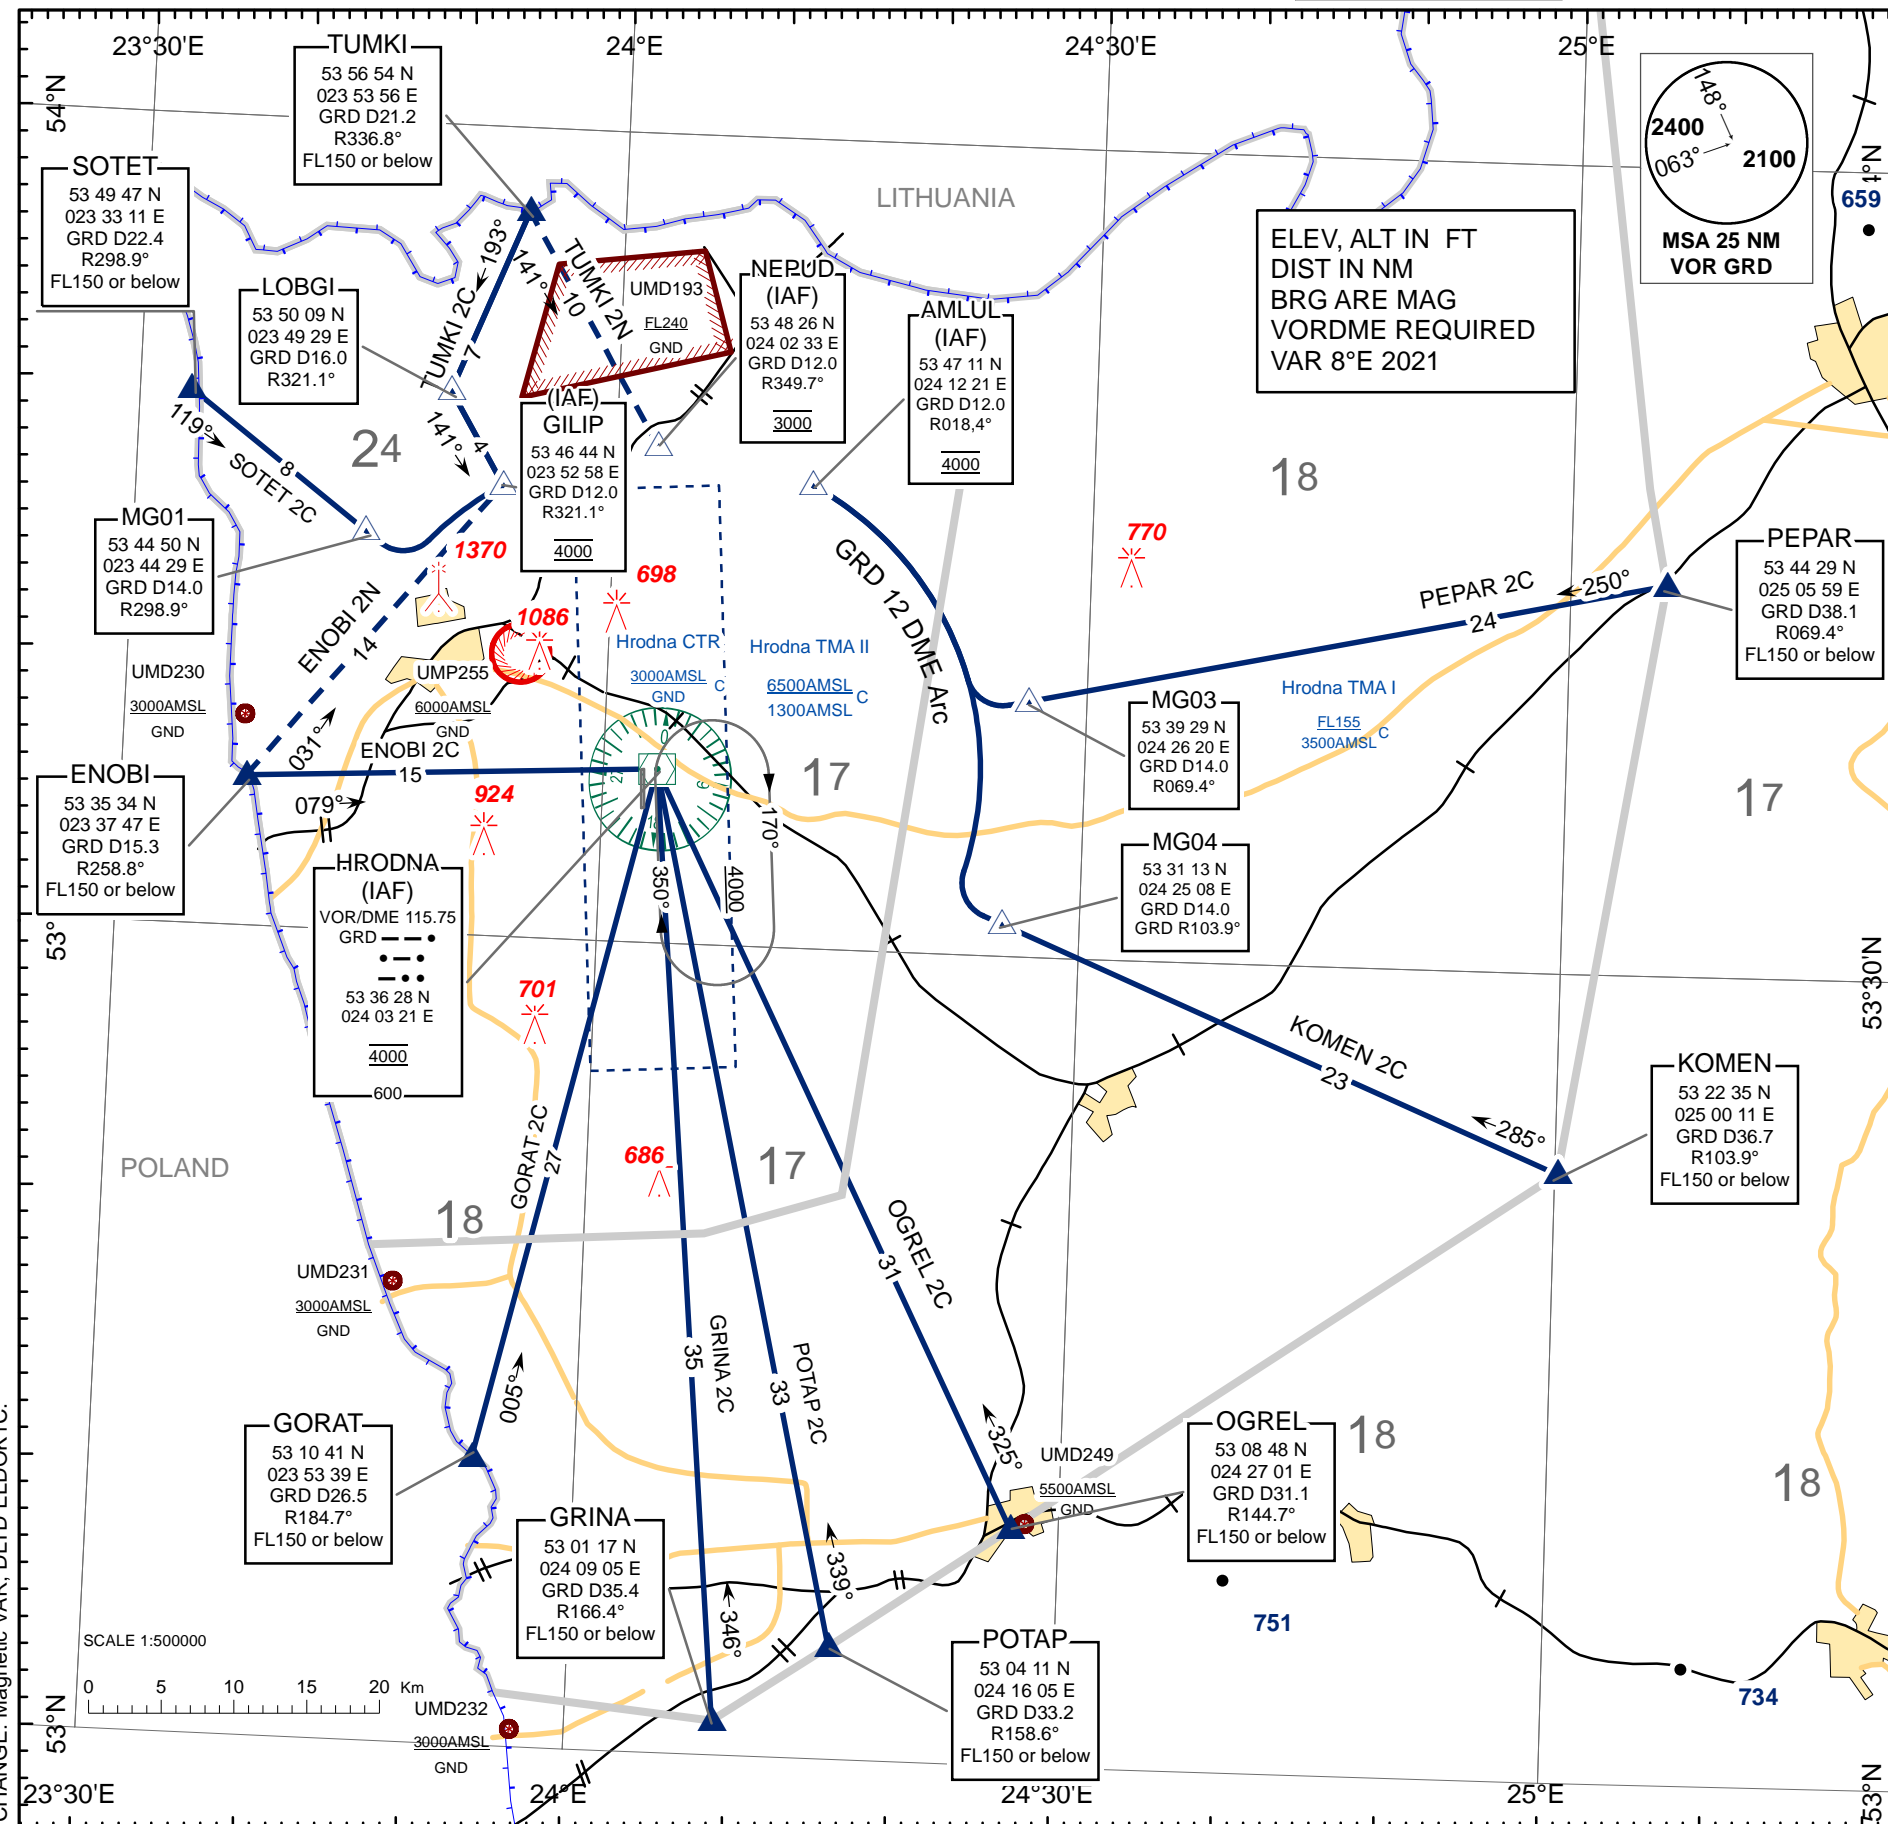 23°30'E
24°E
24°30'E
25°E
54°N
TUMKI
53 56 54 N
023 53 56 E
GRD D21.2
R336.8°
FL150 or below
SOTET
53 49 47 N
023 33 11 E
GRD D22.4
R298.9°
FL150 or below
LOBGI
53 50 09 N
023 49 29 E
GRD D16.0
R321.1°
LITHUANIA
148°
2400
063°
2100
MSA 25 NM
VOR GRD
659
ELEV, ALT IN FT
DIST IN NM
BRG ARE MAG
VORDME REQUIRED
VAR 8°E 2021
193°
TUMKI 2C
7
141°
TUMKI 2N
10
UMD193
FL240
GND
NEPUD
(IAF)
53 48 26 N
024 02 33 E
GRD D12.0
R349.7°
3000
AMLUL
(IAF)
53 47 11 N
024 12 21 E
GRD D12.0
R018,4°
4000
141°
4
(IAF)
GILIP
53 46 44 N
023 52 58 E
GRD D12.0
R321.1°
4000
119°
8
SOTET 2C
24
18
MG01
53 44 50 N
023 44 29 E
GRD D14.0
R298.9°
1370
698
770
1086
GRD 12 DME Arc
PEPAR 2C
24
250°
PEPAR
53 44 29 N
025 05 59 E
GRD D38.1
R069.4°
FL150 or below
ENOBI 2N
14
031°
UMD230
3000AMSL
GND
UMP255
6000AMSL
GND
Hrodna CTR
3000AMSL
GND
C
Hrodna TMA II
6500AMSL
1300AMSL
C
Hrodna TMA I
FL155
3500AMSL
C
MG03
53 39 29 N
024 26 20 E
GRD D14.0
R069.4°
ENOBI
53 35 34 N
023 37 47 E
GRD D15.3
R258.8°
FL150 or below
ENOBI 2C
15
079°
924
17
17
170°
350°
4000
MG04
53 31 13 N
024 25 08 E
GRD D14.0
GRD R103.9°
HRODNA
(IAF)
VOR/DME 115.75
GRD
53 36 28 N
024 03 21 E
4000
600
53°
53°30'N
701
KOMEN 2C
23
285°
KOMEN
53 22 35 N
025 00 11 E
GRD D36.7
R103.9°
FL150 or below
POLAND
GORAT 2C
27
686
17
18
OGREL 2C
31
UMD231
3000AMSL
GND
GRINA 2C
35
POTAP 2C
33
005°
GORAT
53 10 41 N
023 53 39 E
GRD D26.5
R184.7°
FL150 or below
325°
UMD249
5500AMSL
GND
OGREL
53 08 48 N
024 27 01 E
GRD D31.1
R144.7°
FL150 or below
18
18
GRINA
53 01 17 N
024 09 05 E
GRD D35.4
R166.4°
FL150 or below
346°
339°
751
POTAP
53 04 11 N
024 16 05 E
GRD D33.2
R158.6°
FL150 or below
734
SCALE 1:500000
0 5 10 15 20 Km
UMD232
3000AMSL
GND
53°N
53°N
23°30'E
24°E
24°30'E
25°E